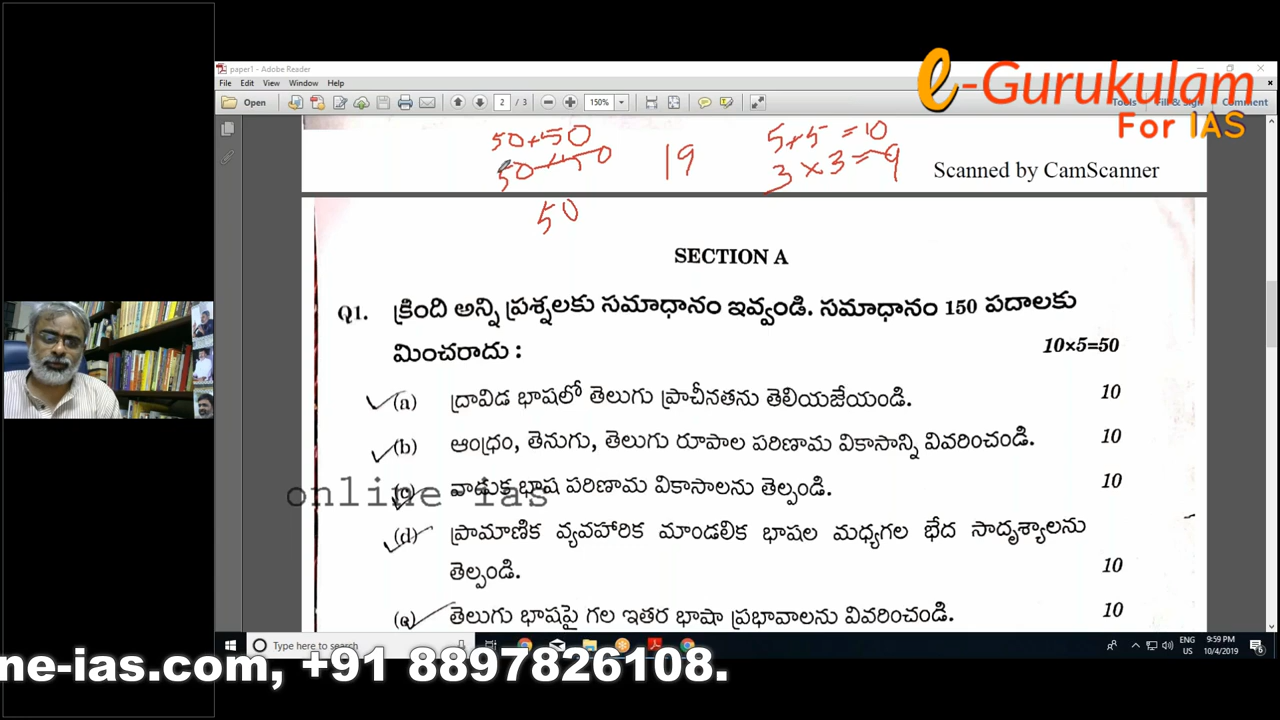 e-Gurukulam
For IAS
paper1 - Adobe Reader
File Edit View Window Help
Open 2 / 3 150% Tools Fill & Sign Comment
50+50
50+50
50
19
5+5 =10
3×3=9
Scanned by CamScanner
SECTION A
Q1. క్రింది అన్ని ప్రశ్నలకు సమాధానం ఇవ్వండి. సమాధానం 150 పదాలకు
మించరాదు : 10×5=50
(a) ద్రావిడ భాషలో తెలుగు ప్రాచీనతను తెలియజేయండి. 10
(b) ఆంధ్రం, తెనుగు, తెలుగు రూపాల పరిణామ వికాసాన్ని వివరించండి. 10
online ias
(c) వాడుక భాష పరిణామ వికాసాలను తెల్పండి. 10
(d) ప్రామాణిక వ్యవహారిక మాండలిక భాషల మధ్యగల భేద సాదృశ్యాలను
తెల్పండి. 10
(e) తెలుగు భాషపై గల ఇతర భాషా ప్రభావాలను వివరించండి. 10
Type here to search
ENG 9:59 PM
US 10/4/2019
ne-ias.com, +91 8897826108.